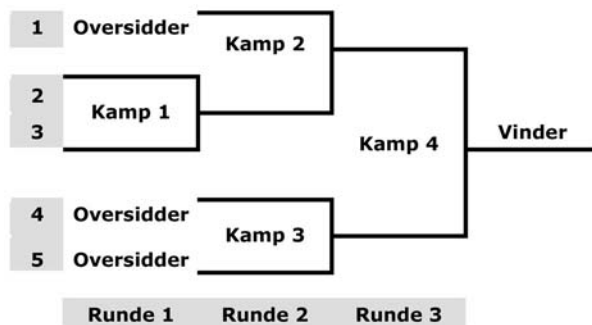 1 Oversidder
Kamp 2
2
Kamp 1
3
Kamp 4
Vinder
4 Oversidder
Kamp 3
5 Oversidder
Runde 1 Runde 2 Runde 3